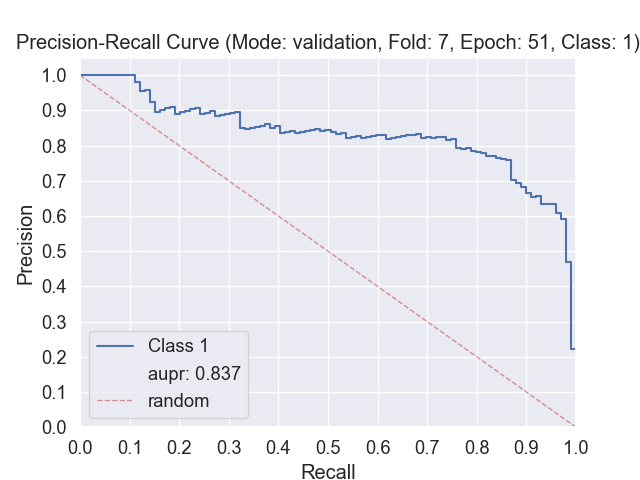 Precision-Recall Curve (Mode: validation, Fold: 7, Epoch: 51, Class: 1)
1.0
0.9
0.8
0.7
0.6
0.5
0.4
0.3
0.2
0.1
0.0
Precision
Class 1
aupr: 0.837
random
0.0 0.1 0.2 0.3 0.4 0.5 0.6 0.7 0.8 0.9 1.0
Recall